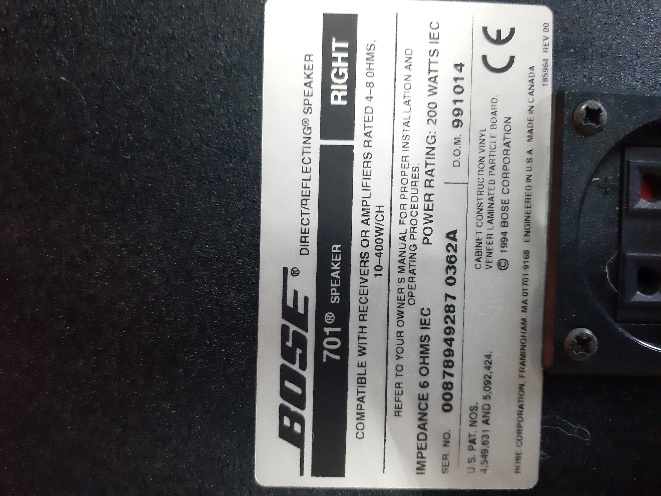 BOSE® DIRECT/REFLECTING® SPEAKER
701® SPEAKER RIGHT
COMPATIBLE WITH RECEIVERS OR AMPLIFIERS RATED 4–8 OHMS,
10–400W/CH
REFER TO YOUR OWNER'S MANUAL FOR PROPER INSTALLATION AND
OPERATING PROCEDURES.
IMPEDANCE 6 OHMS IEC POWER RATING: 200 WATTS IEC
SER. NO. 00878949287 0362A D.O.M. 991014
U.S. PAT. NOS.
4,549,631 AND 5,092,424.
CABINET CONSTRUCTION VINYL
VENEER LAMINATED PARTICLE BOARD.
© 1994 BOSE CORPORATION
CE
BOSE CORPORATION, FRAMINGHAM, MA 01701-9168 ENGINEERED IN U.S.A. MADE IN CANADA
185964 REV 00
+